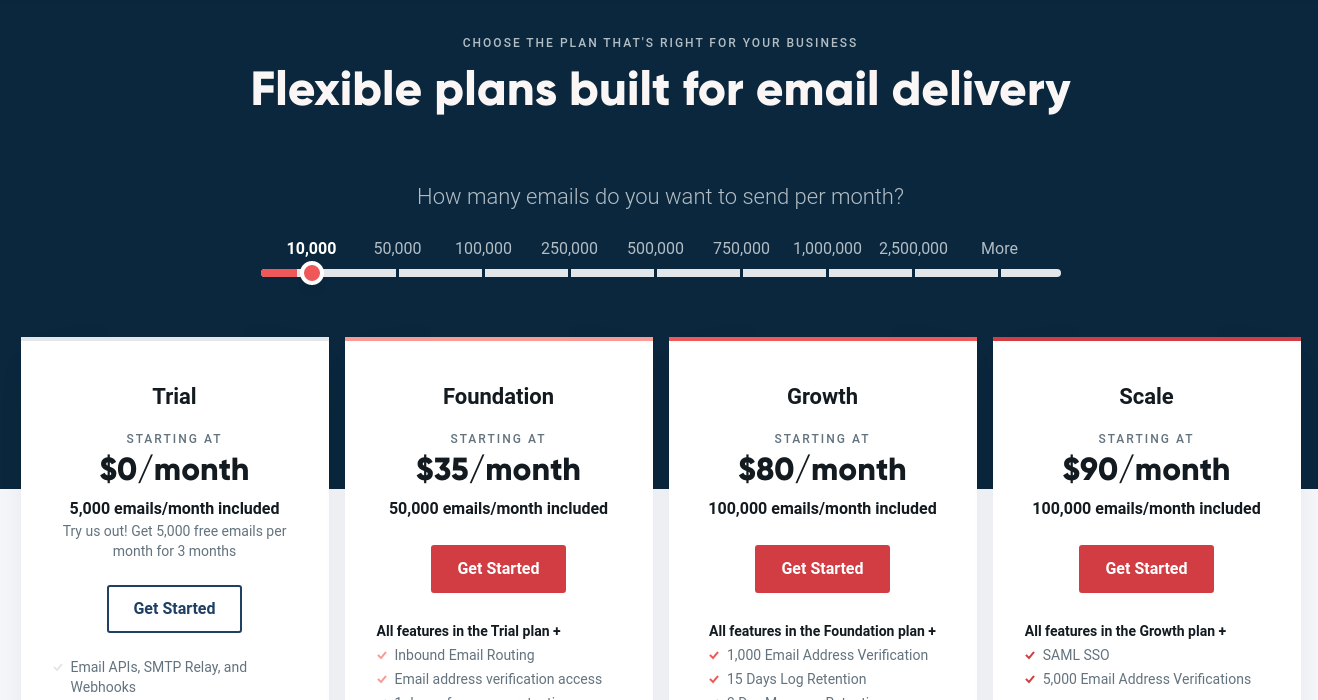 CHOOSE THE PLAN THAT'S RIGHT FOR YOUR BUSINESS
Flexible plans built for email delivery
How many emails do you want to send per month?
10,000 50,000 100,000 250,000 500,000 750,000 1,000,000 2,500,000 More
Trial
STARTING AT
$0/month
5,000 emails/month included
Try us out! Get 5,000 free emails per
month for 3 months
Get Started
Email APIs, SMTP Relay, and
Webhooks
Foundation
STARTING AT
$35/month
50,000 emails/month included
Get Started
All features in the Trial plan +
Inbound Email Routing
Email address verification access
Growth
STARTING AT
$80/month
100,000 emails/month included
Get Started
All features in the Foundation plan +
1,000 Email Address Verification
15 Days Log Retention
Scale
STARTING AT
$90/month
100,000 emails/month included
Get Started
All features in the Growth plan +
SAML SSO
5,000 Email Address Verifications